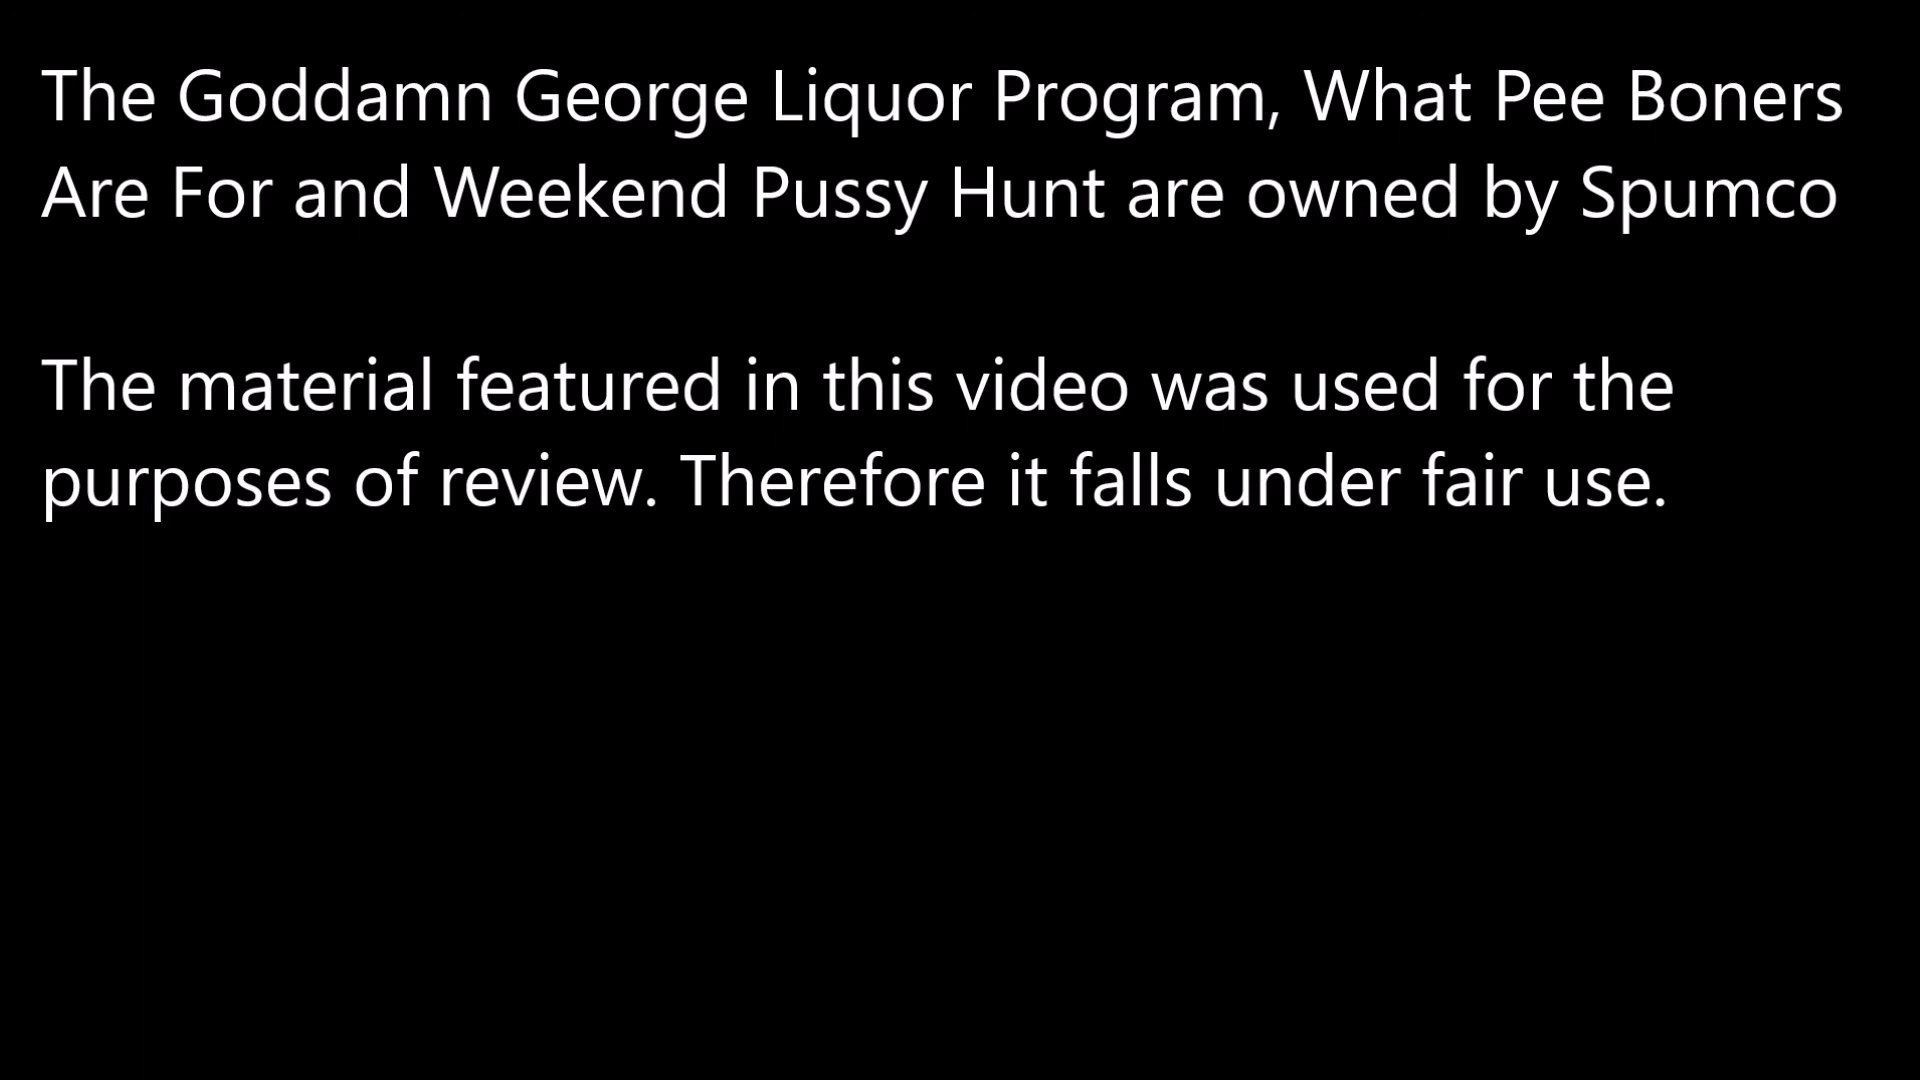 The Goddamn George Liquor Program, What Pee Boners
Are For and Weekend Pussy Hunt are owned by Spumco
The material featured in this video was used for the
purposes of review. Therefore it falls under fair use.